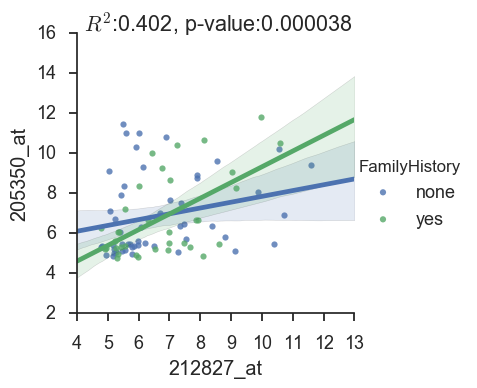 R²:0.402, p-value:0.000038
16
14
12
10
8
6
4
2
205350_at
4 5 6 7 8 9 10 11 12 13
212827_at
FamilyHistory
none
yes